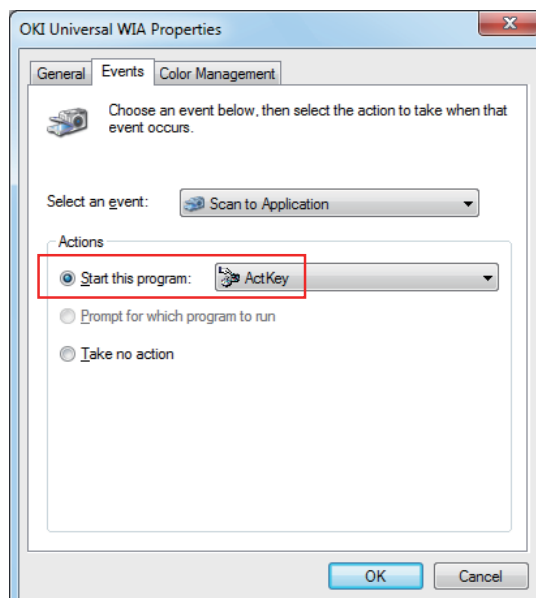 OKI Universal WIA Properties
General Events Color Management
Choose an event below, then select the action to take when that
event occurs.
Select an event: Scan to Application
Actions
Start this program: ActKey
Prompt for which program to run
Take no action
OK Cancel